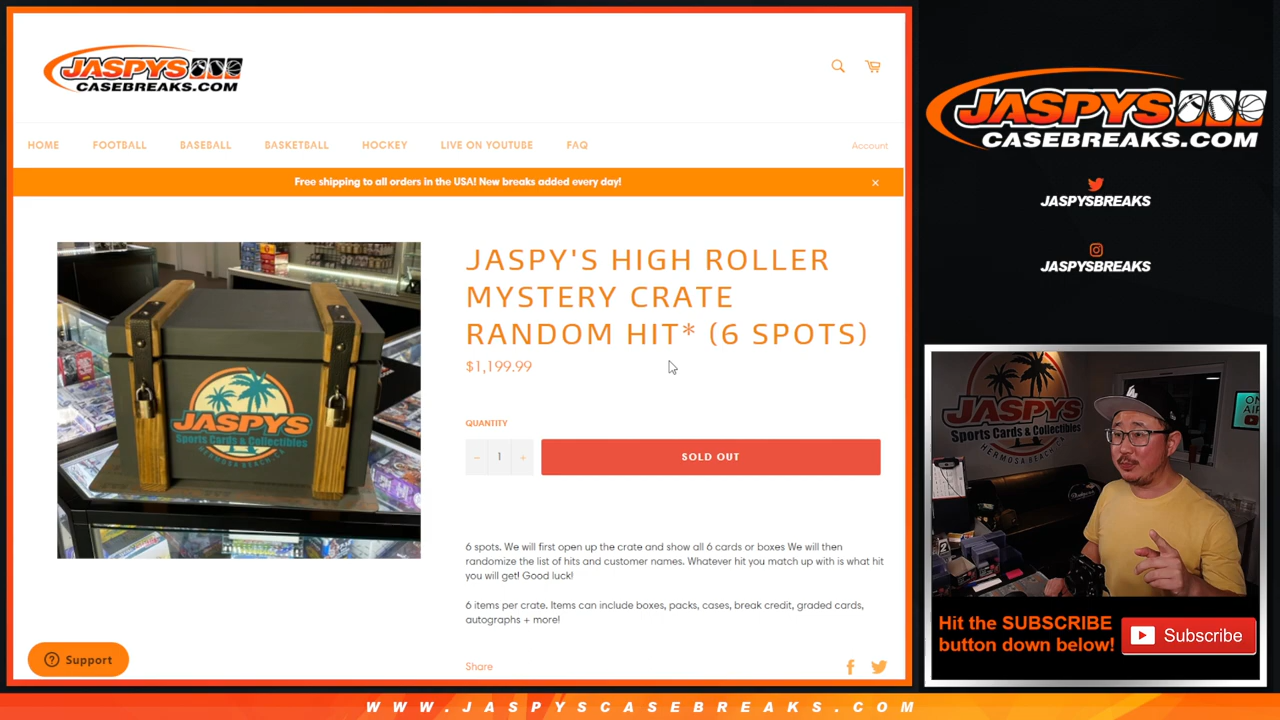 JASPYS
CASEBREAKS.COM
HOME FOOTBALL BASEBALL BASKETBALL HOCKEY LIVE ON YOUTUBE FAQ Account
Free shipping to all orders in the USA! New breaks added every day! ×
JASPYS
Sports Cards & Collectibles
HERMOSA BEACH, CA
JASPY'S HIGH ROLLER
MYSTERY CRATE
RANDOM HIT* (6 SPOTS)
$1,199.99
QUANTITY
− 1 +
SOLD OUT
6 spots. We will first open up the crate and show all 6 cards or boxes We will then
randomize the list of hits and customer names. Whatever hit you match up with is what hit
you will get! Good luck!
6 items per crate. Items can include boxes, packs, cases, break credit, graded cards,
autographs + more!
Share
Support
JASPYS
CASEBREAKS.COM
JASPYSBREAKS
JASPYSBREAKS
JASPYS
Sports Cards & Collectibles
ON
AIR
Hit the SUBSCRIBE
button down below!
Subscribe
WWW.JASPYSCASEBREAKS.COM